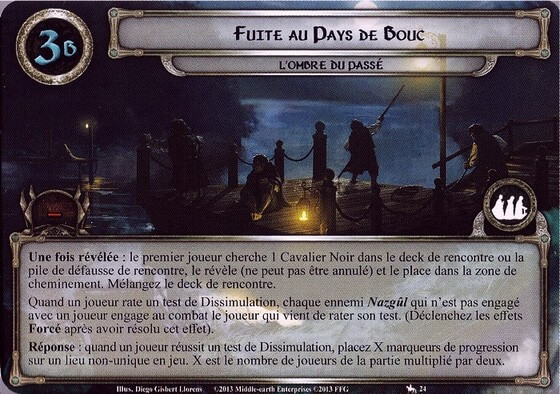 3B
FUITE AU PAYS DE BOUC
L'OMBRE DU PASSÉ
Une fois révélée : le premier joueur cherche 1 Cavalier Noir dans le deck de rencontre ou la
pile de défausse de rencontre, le révèle (ne peut pas être annulé) et le place dans la zone de
cheminement. Mélangez le deck de rencontre.
Quand un joueur rate un test de Dissimulation, chaque ennemi Nazgûl qui n'est pas engagé
avec un joueur engage au combat le joueur qui vient de rater son test. (Déclenchez les effets
Forcé après avoir résolu cet effet).
Réponse : quand un joueur réussit un test de Dissimulation, placez X marqueurs de progression
sur un lieu non-unique en jeu. X est le nombre de joueurs de la partie multiplié par deux.
Illus. Diego Gisbert Llorens ©2013 Middle-earth Enterprises ©2013 FFG 24